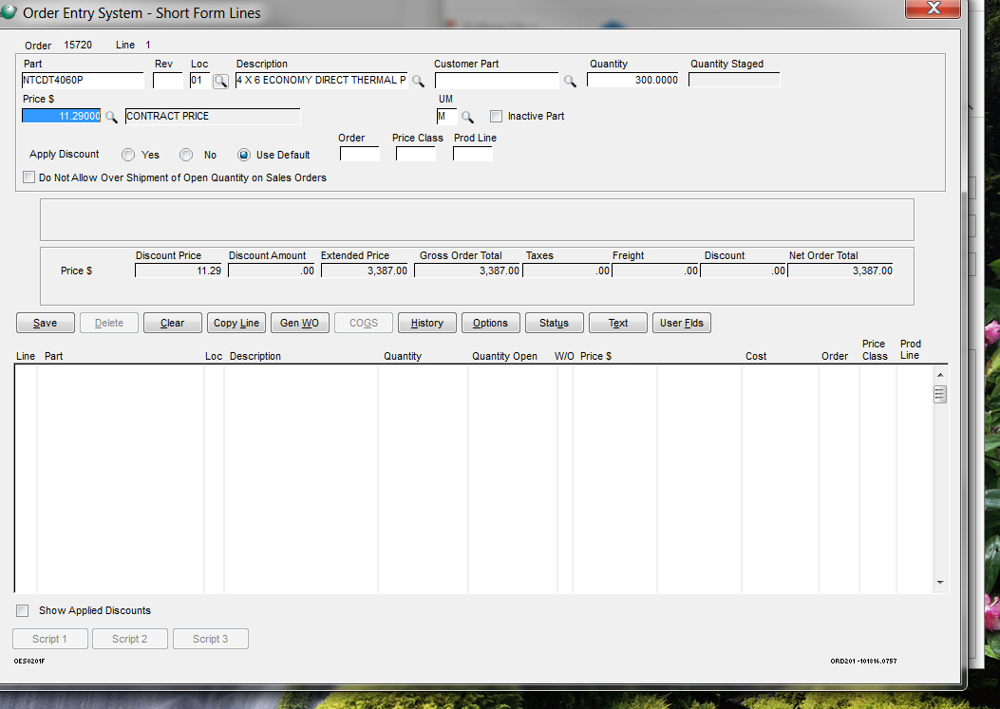 Order Entry System - Short Form Lines
Order 15720 Line 1
Part Rev Loc Description Customer Part Quantity Quantity Staged
NTCDT4060P 01 4 X 6 ECONOMY DIRECT THERMAL P 300.0000
Price $ UM
11.29000 CONTRACT PRICE M Inactive Part
Order Price Class Prod Line
Apply Discount Yes No Use Default
Do Not Allow Over Shipment of Open Quantity on Sales Orders
Discount Price Discount Amount Extended Price Gross Order Total Taxes Freight Discount Net Order Total
Price $ 11.29 .00 3,387.00 3,387.00 .00 .00 .00 3,387.00
Save Delete Clear Copy Line Gen WO COGS History Options Status Text User Flds
Line Part Loc Description Quantity Quantity Open W/O Price $ Cost Order Price Class Prod Line
Show Applied Discounts
Script 1 Script 2 Script 3
OES0201F ORD201 -101816.0757